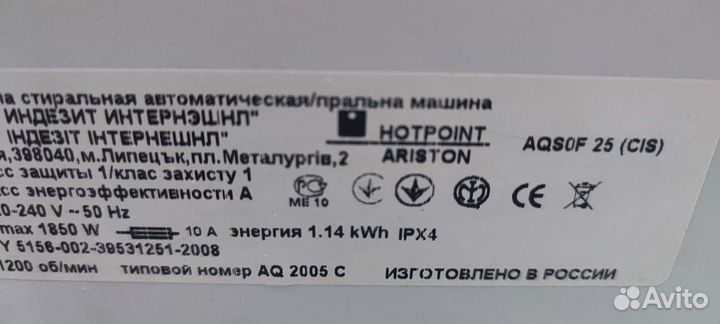 на стиральная автоматическая/пральна машина
ИНДЕЗИТ ИНТЕРНЭШНЛ"
ІНДЕЗІТ ІНТЕРНЕШНЛ"
HOTPOINT
ARISTON
AQS0F 25 (CIS)
я,398040,м.Липецьк,пл.Металургів,2
сс защиты 1/клас захисту 1
сс энергоэффективности А
0-240 V ~ 50 Hz
РС
МЕ 10
CE
max 1850 W 10 A энергия 1.14 kWh IPX4
У 5156-002-39531251-2008
1200 об/мин типовой номер AQ 2005 C ИЗГОТОВЛЕНО В РОССИИ
Avito